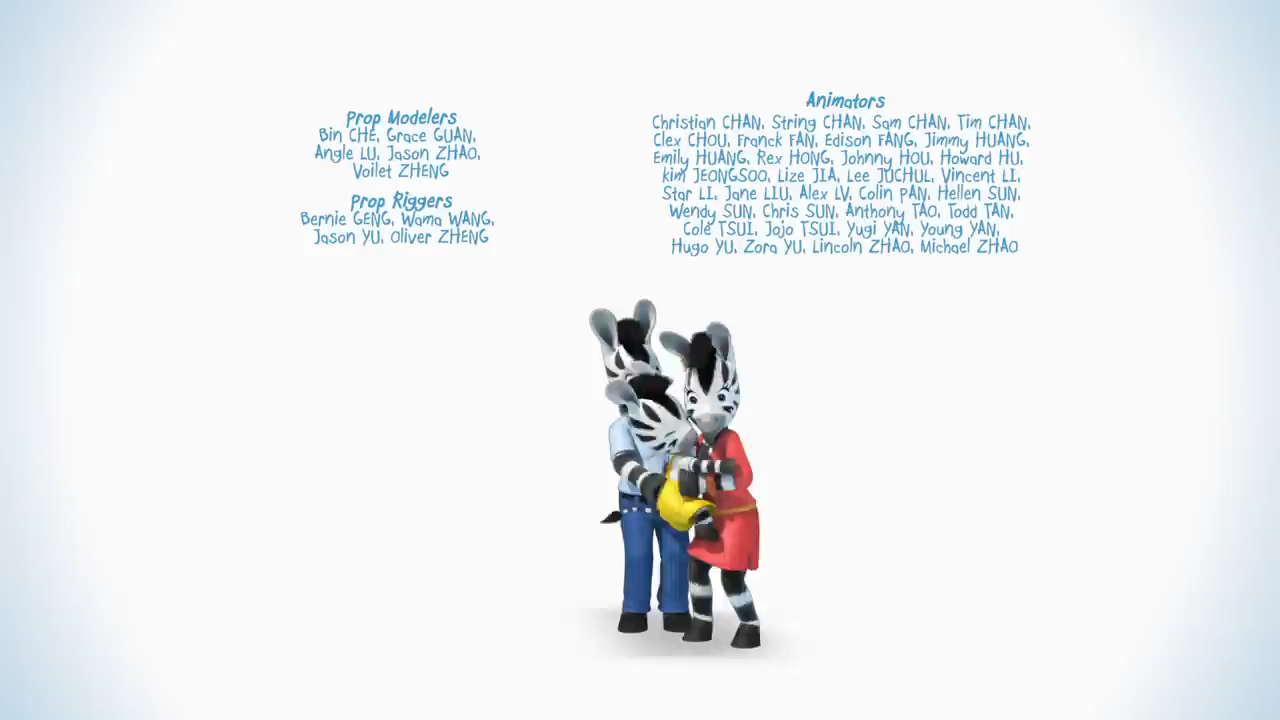 Prop Modelers
Bin CHE, Grace GUAN,
Angle LU, Jason ZHAO,
Voilet ZHENG
Prop Riggers
Bernie GENG, Wama WANG,
Jason YU, Oliver ZHENG
Animators
Christian CHAN, String CHAN, Sam CHAN, Tim CHAN,
Clex CHOU, Franck FAN, Edison FANG, Jimmy HUANG,
Emily HUANG, Rex HONG, Johnny HOU, Howard HU,
kim JEONGSOO, Lize JIA, Lee JUCHUL, Vincent LI,
Star LI, Jane LIU, Alex LV, Colin PAN, Hellen SUN,
Wendy SUN, Chris SUN, Anthony TAO, Todd TAN,
Cole TSUI, Jojo TSUI, Yugi YAN, Young YAN,
Hugo YU, Zora YU, Lincoln ZHAO, Michael ZHAO